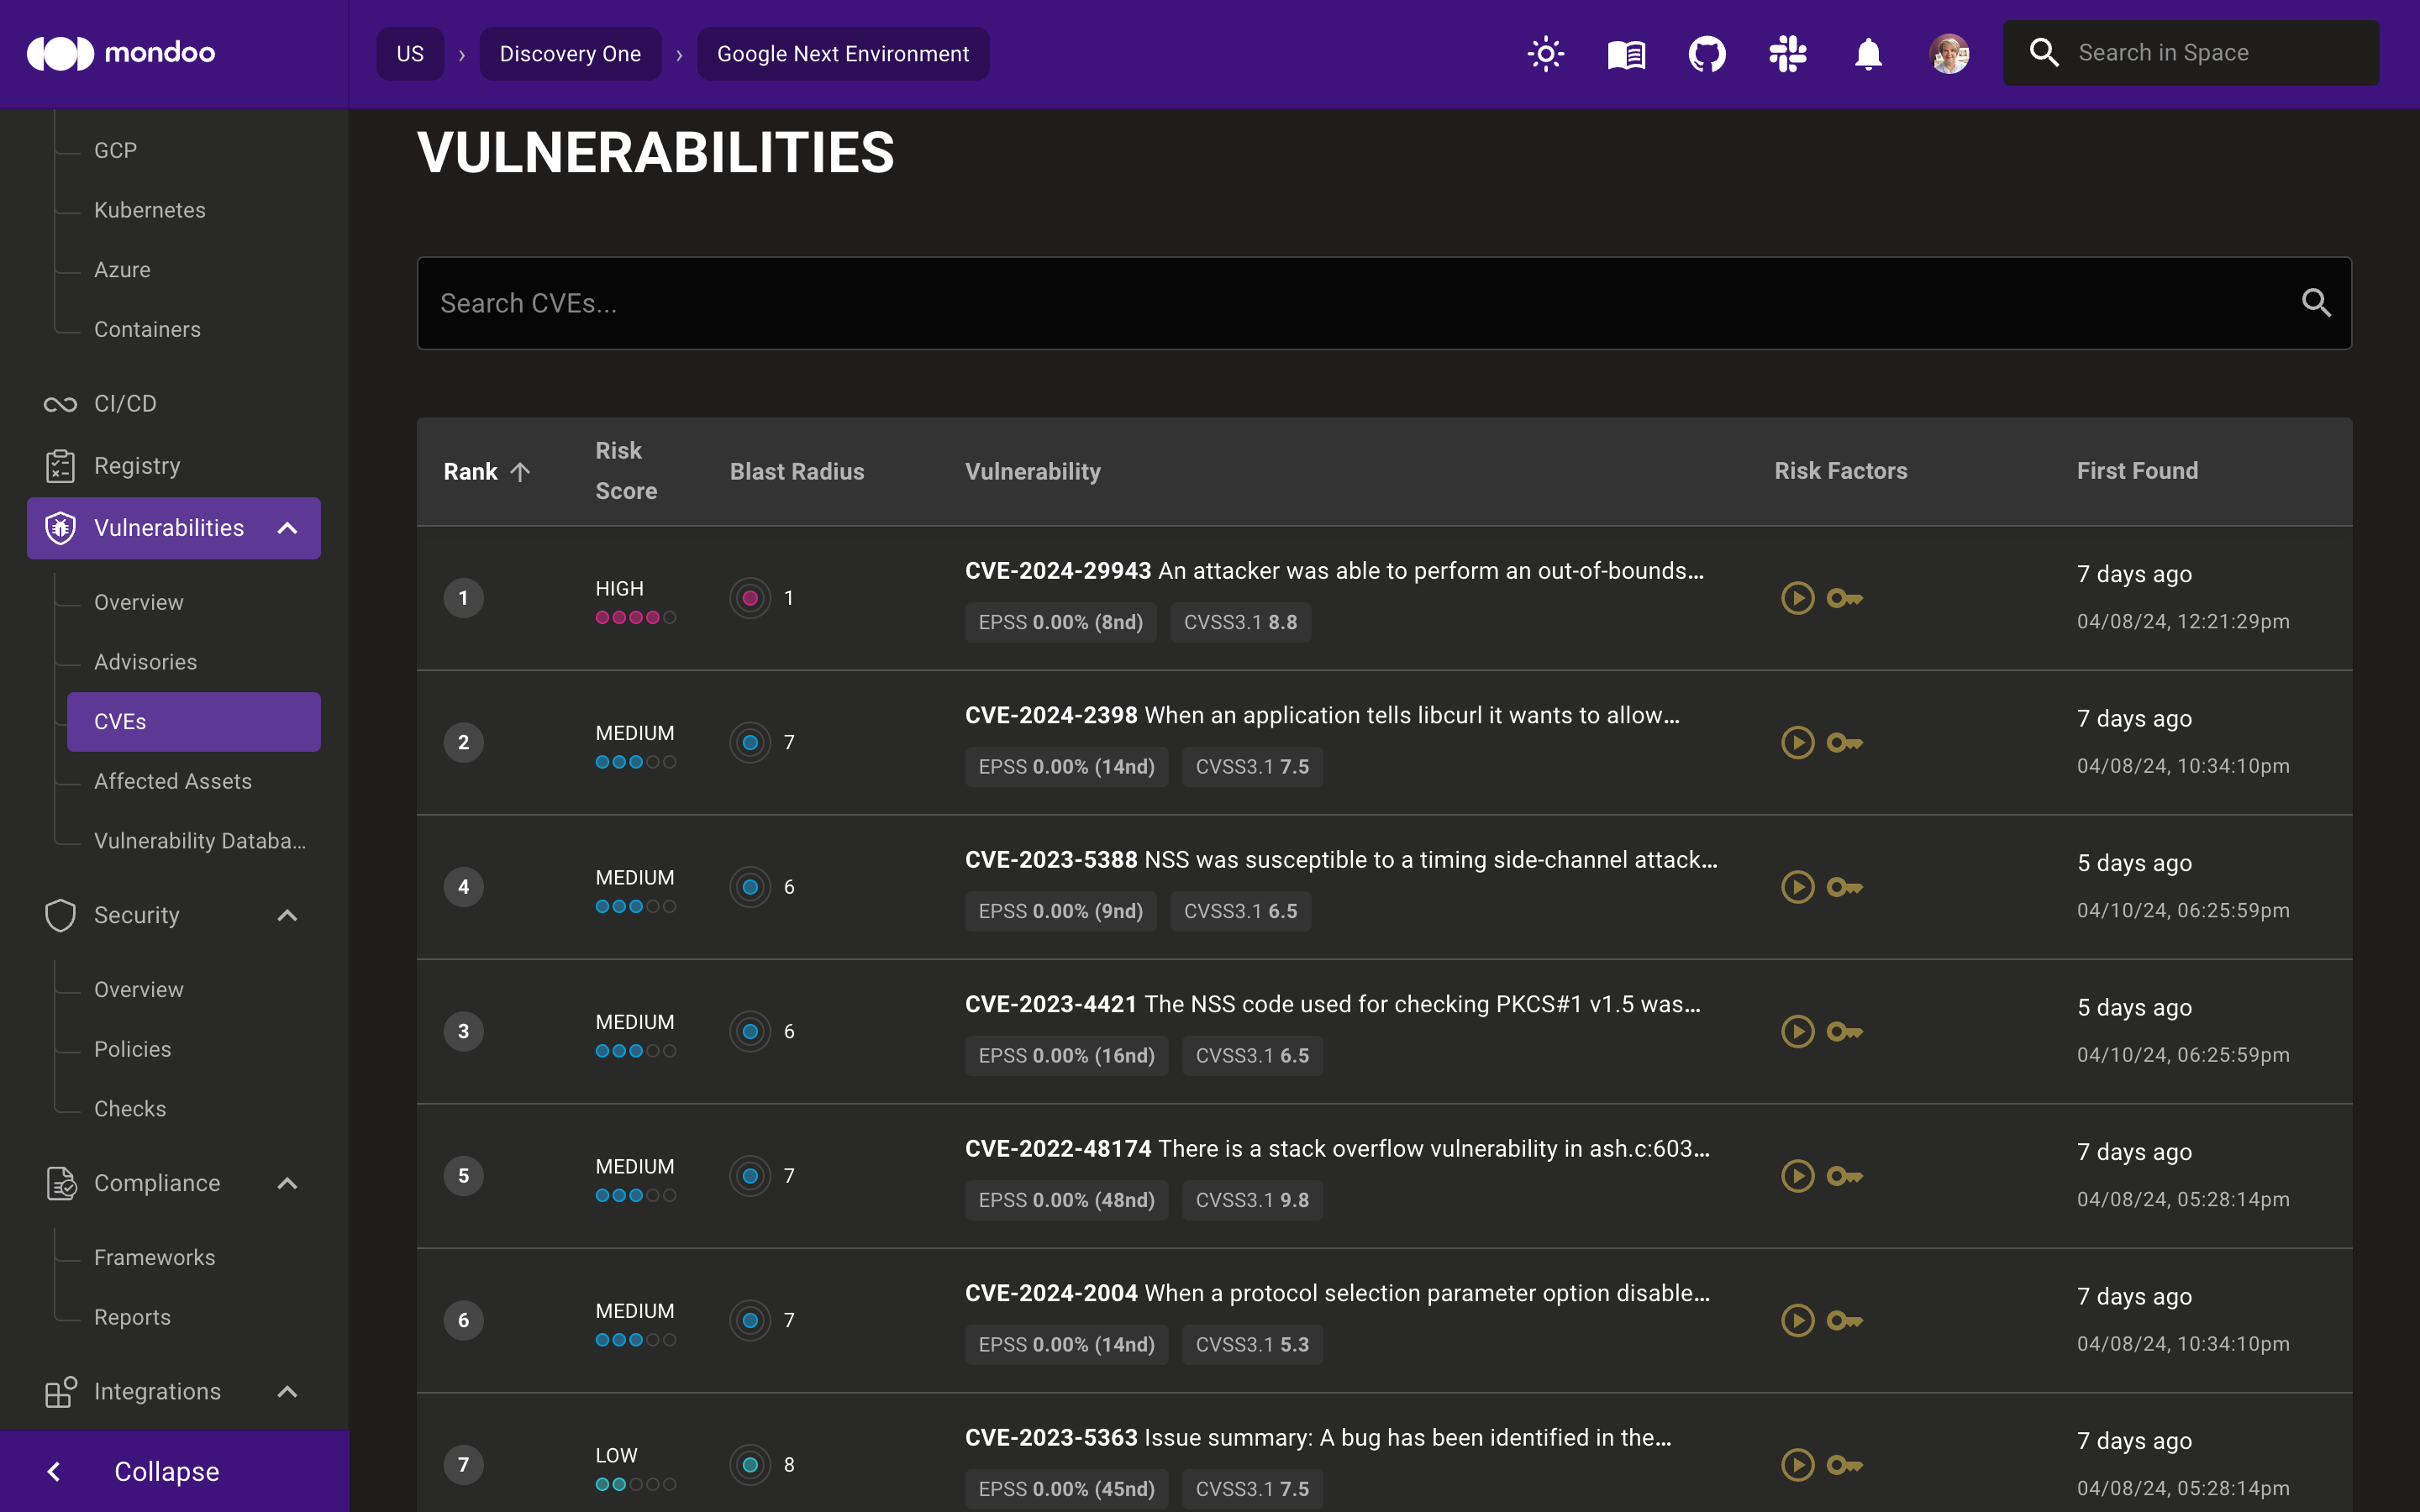 mondoo
US › Discovery One › Google Next Environment
Search in Space
GCP
Kubernetes
Azure
Containers
CI/CD
Registry
Vulnerabilities
Overview
Advisories
CVEs
Affected Assets
Vulnerability Databa...
Security
Overview
Policies
Checks
Compliance
Frameworks
Reports
Integrations
Collapse
VULNERABILITIES
Search CVEs...
Rank Risk Score Blast Radius Vulnerability Risk Factors First Found
1 HIGH 1 CVE-2024-29943 An attacker was able to perform an out-of-bounds... 7 days ago
EPSS 0.00% (8nd) CVSS3.1 8.8 04/08/24, 12:21:29pm
2 MEDIUM 7 CVE-2024-2398 When an application tells libcurl it wants to allow... 7 days ago
EPSS 0.00% (14nd) CVSS3.1 7.5 04/08/24, 10:34:10pm
4 MEDIUM 6 CVE-2023-5388 NSS was susceptible to a timing side-channel attack... 5 days ago
EPSS 0.00% (9nd) CVSS3.1 6.5 04/10/24, 06:25:59pm
3 MEDIUM 6 CVE-2023-4421 The NSS code used for checking PKCS#1 v1.5 was... 5 days ago
EPSS 0.00% (16nd) CVSS3.1 6.5 04/10/24, 06:25:59pm
5 MEDIUM 7 CVE-2022-48174 There is a stack overflow vulnerability in ash.c:603... 7 days ago
EPSS 0.00% (48nd) CVSS3.1 9.8 04/08/24, 05:28:14pm
6 MEDIUM 7 CVE-2024-2004 When a protocol selection parameter option disable... 7 days ago
EPSS 0.00% (14nd) CVSS3.1 5.3 04/08/24, 10:34:10pm
7 LOW 8 CVE-2023-5363 Issue summary: A bug has been identified in the... 7 days ago
EPSS 0.00% (45nd) CVSS3.1 7.5 04/08/24, 05:28:14pm